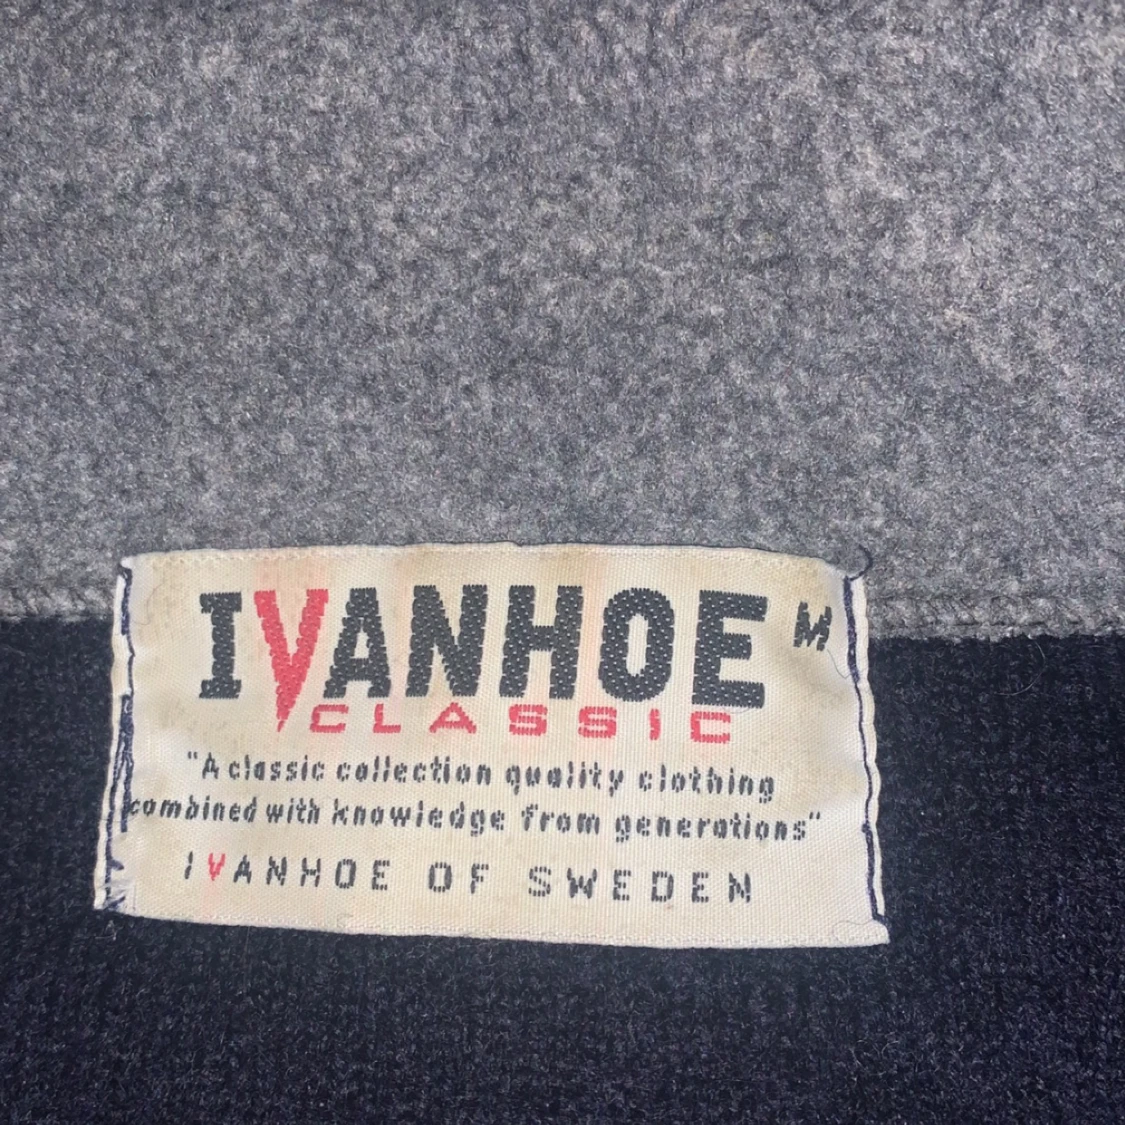 IVANHOE M
CLASSIC
"A classic collection quality clothing
combined with knowledge from generations"
IVANHOE OF SWEDEN